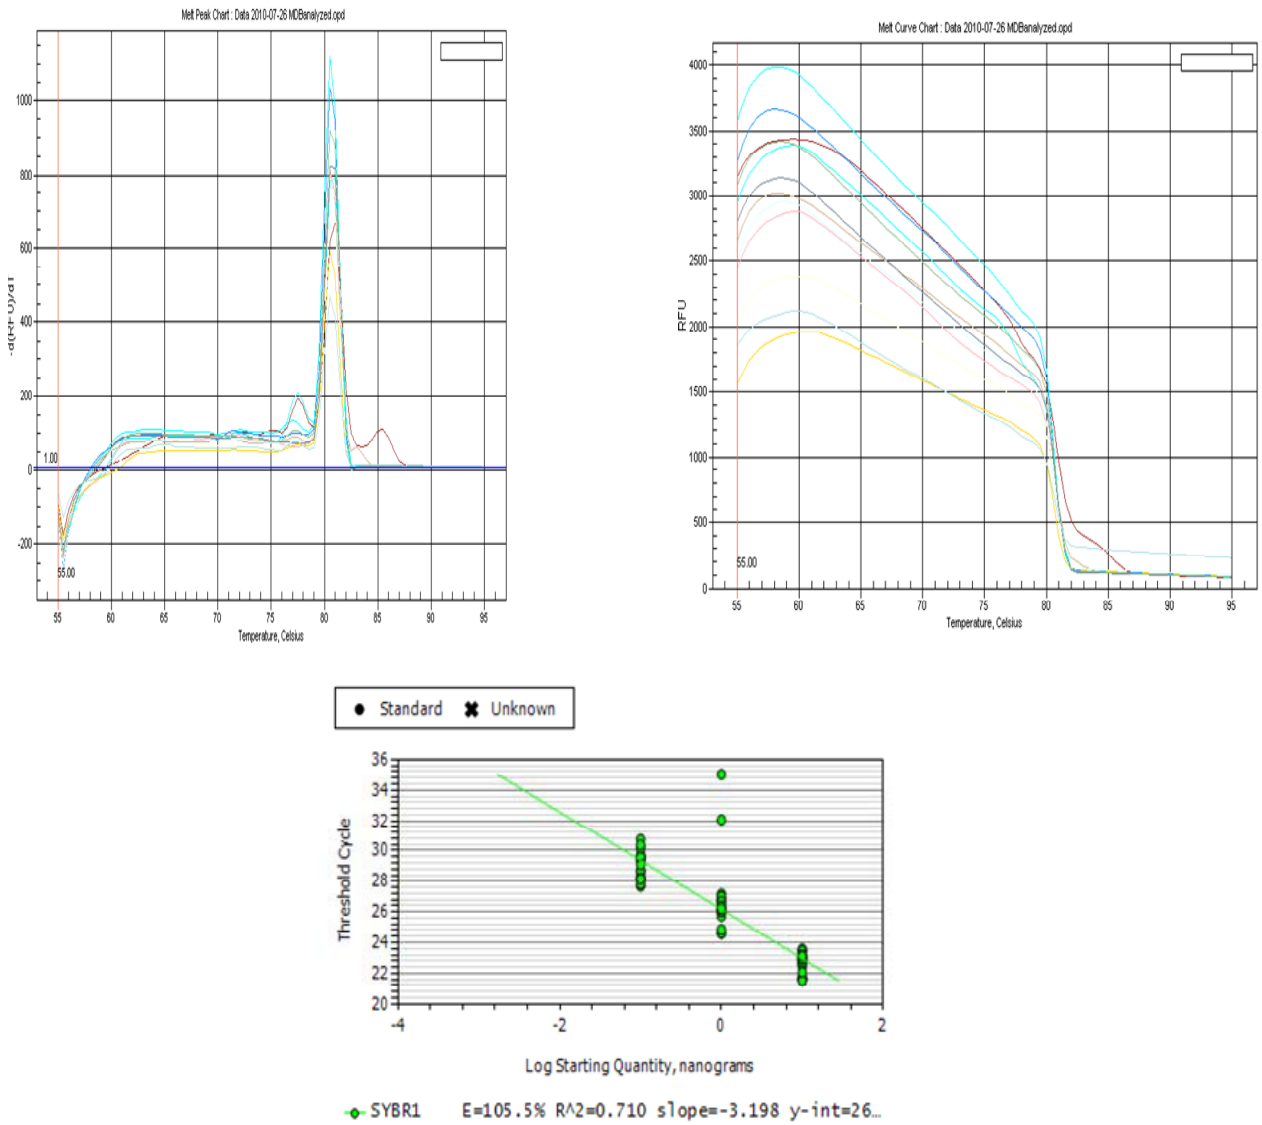 Melt Peak Chart : Data 2010-07-26 MDBanalyzed.opd
1000
800
600
400
200
0
-200
-d(RFU)/dT
1.00
55.00
55 60 65 70 75 80 85 90 95
Temperature, Celsius
Melt Curve Chart : Data 2010-07-26 MDBanalyzed.opd
4000
3500
3000
2500
2000
1500
1000
500
0
RFU
55.00
55 60 65 70 75 80 85 90 95
Temperature, Celsius
Standard Unknown
36
34
32
30
28
26
24
22
20
Threshold Cycle
-4 -2 0 2
Log Starting Quantity, nanograms
SYBR1 E=105.5% R^2=0.710 slope=-3.198 y-int=26…